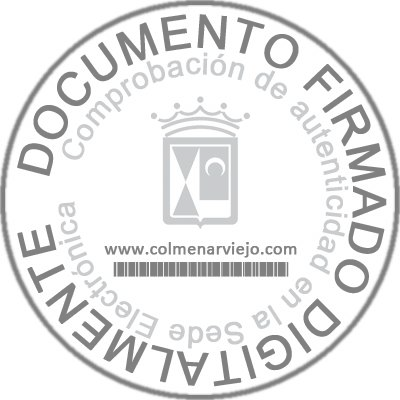 DOCUMENTO FIRMADO DIGITALMENTE
Comprobación de autenticidad en la Sede Electrónica
www.colmenarviejo.com